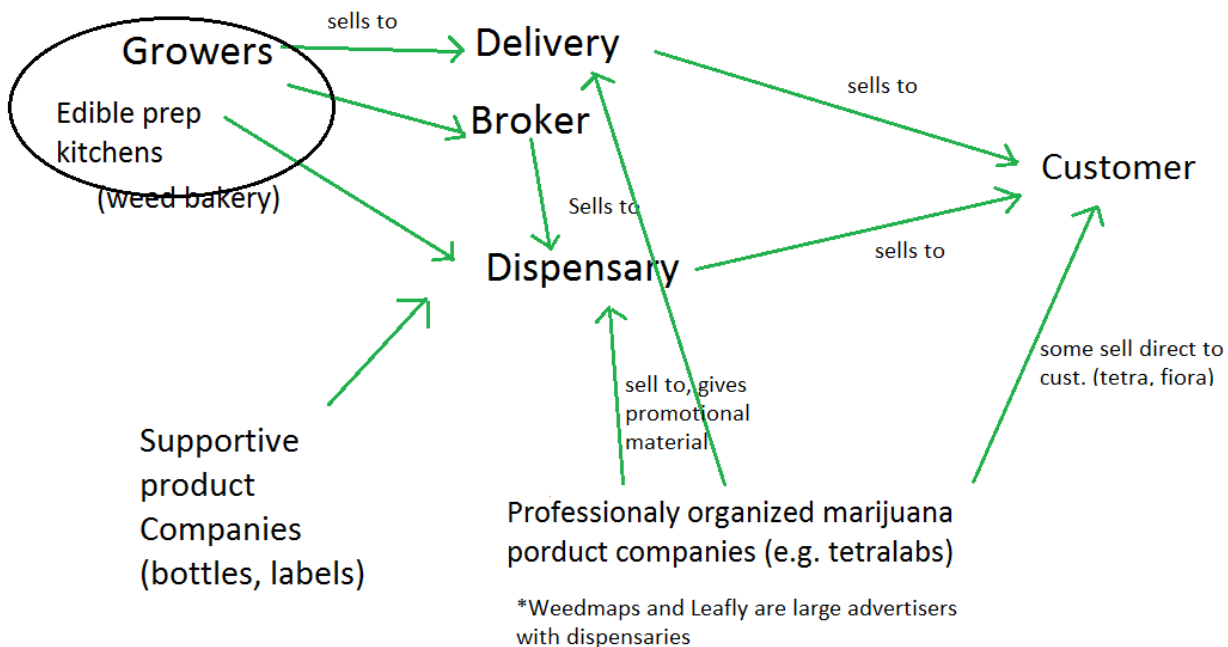 sells to
Growers
Delivery
Edible prep
kitchens
(weed bakery)
Broker
sells to
Customer
Sells to
Dispensary
sells to
some sell direct to
cust. (tetra, fiora)
sell to, gives
promotional
material
Supportive
product
Companies
(bottles, labels)
Professionaly organized marijuana
porduct companies (e.g. tetralabs)
*Weedmaps and Leafly are large advertisers
with dispensaries